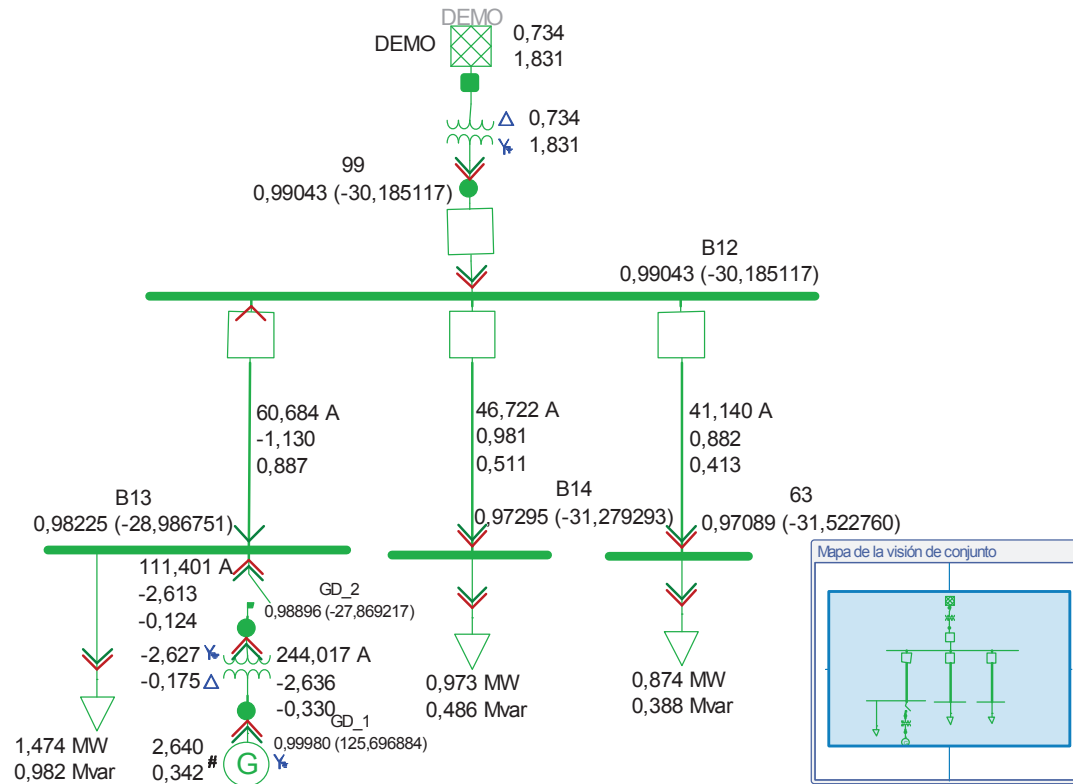 DEMO
DEMO
0,734
1,831
0,734
1,831
99
0,99043 (-30,185117)
B12
0,99043 (-30,185117)
60,684 A
-1,130
0,887
46,722 A
0,981
0,511
41,140 A
0,882
0,413
B13
0,98225 (-28,986751)
B14
0,97295 (-31,279293)
63
0,97089 (-31,522760)
111,401 A
-2,613
-0,124
GD_2
0,98896 (-27,869217)
-2,627
-0,175
244,017 A
-2,636
-0,330
GD_1
0,99980 (125,696884)
2,640
0,342
#
G
1,474 MW
0,982 Mvar
0,973 MW
0,486 Mvar
0,874 MW
0,388 Mvar
Mapa de la visión de conjunto